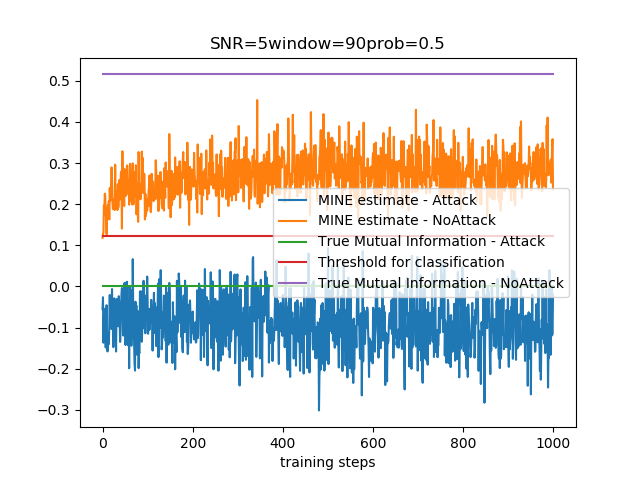 SNR=5window=90prob=0.5
0.5
0.4
0.3
0.2
0.1
0.0
−0.1
−0.2
−0.3
MINE estimate - Attack
MINE estimate - NoAttack
True Mutual Information - Attack
Threshold for classification
True Mutual Information - NoAttack
0 200 400 600 800 1000
training steps